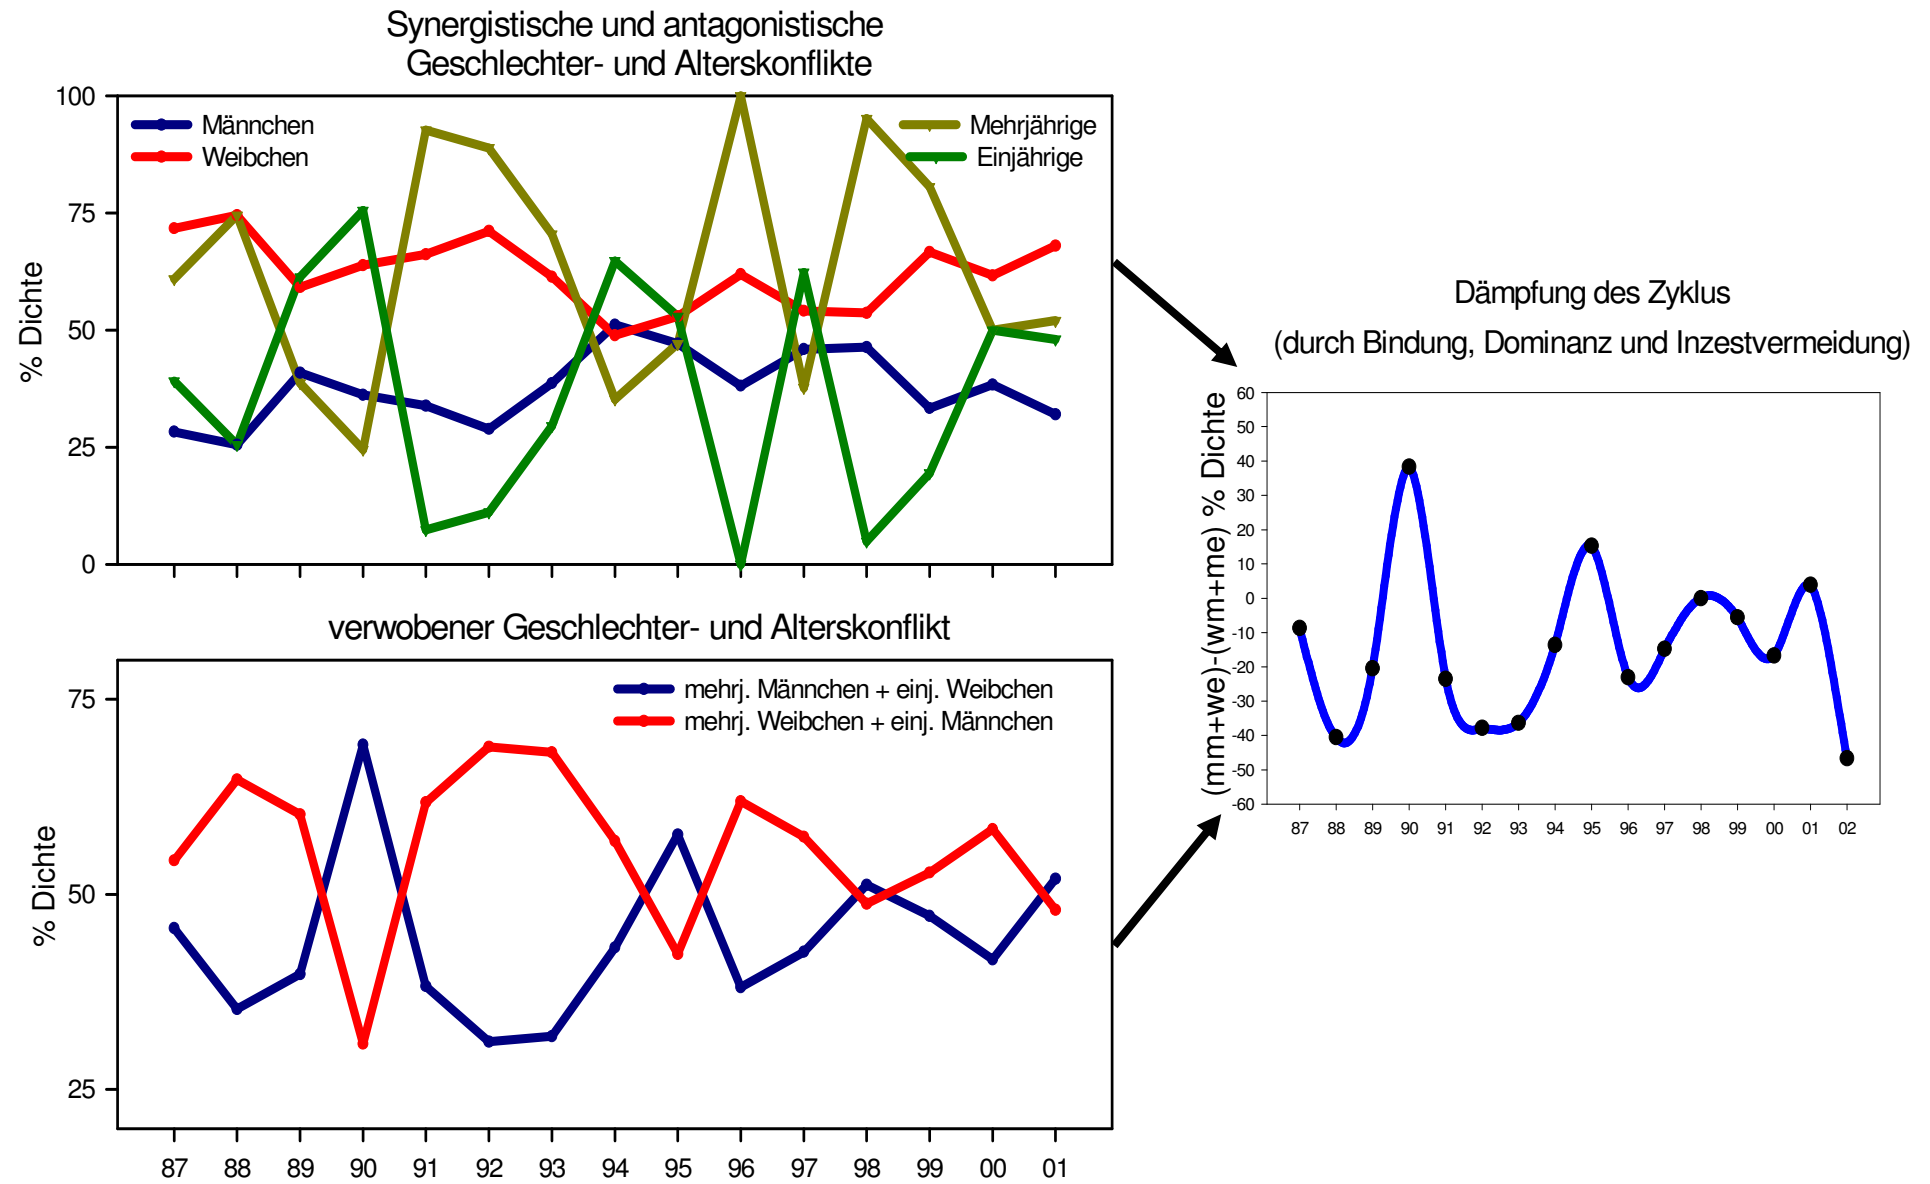 Synergistische und antagonistische
Geschlechter- und Alterskonflikte
100
75
50
25
0
% Dichte
Männchen
Weibchen
Mehrjährige
Einjährige
verwobener Geschlechter- und Alterskonflikt
75
50
25
% Dichte
mehrj. Männchen + einj. Weibchen
mehrj. Weibchen + einj. Männchen
87 88 89 90 91 92 93 94 95 96 97 98 99 00 01
Dämpfung des Zyklus
(durch Bindung, Dominanz und Inzestvermeidung)
(mm+we)-(wm+me) % Dichte
60
50
40
30
20
10
0
-10
-20
-30
-40
-50
-60
87 88 89 90 91 92 93 94 95 96 97 98 99 00 01 02